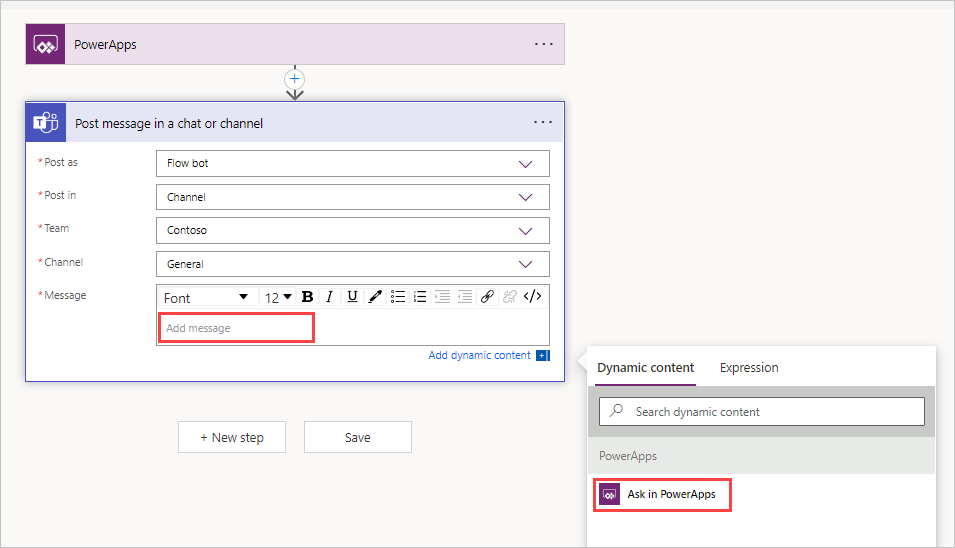 PowerApps
Post message in a chat or channel
* Post as
Flow bot
* Post in
Channel
* Team
Contoso
* Channel
General
* Message
Font 12 B I U </>
Add message
Add dynamic content +
+ New step
Save
Dynamic content Expression
Search dynamic content
PowerApps
Ask in PowerApps